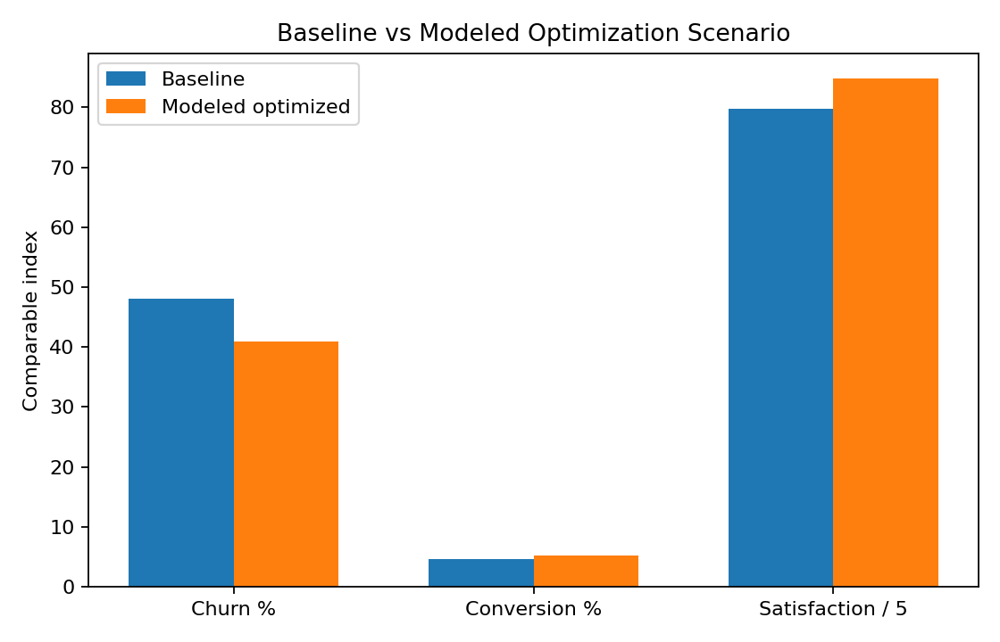 Baseline vs Modeled Optimization Scenario
Baseline
Modeled optimized
Comparable index
80
70
60
50
40
30
20
10
0
Churn %
Conversion %
Satisfaction / 5